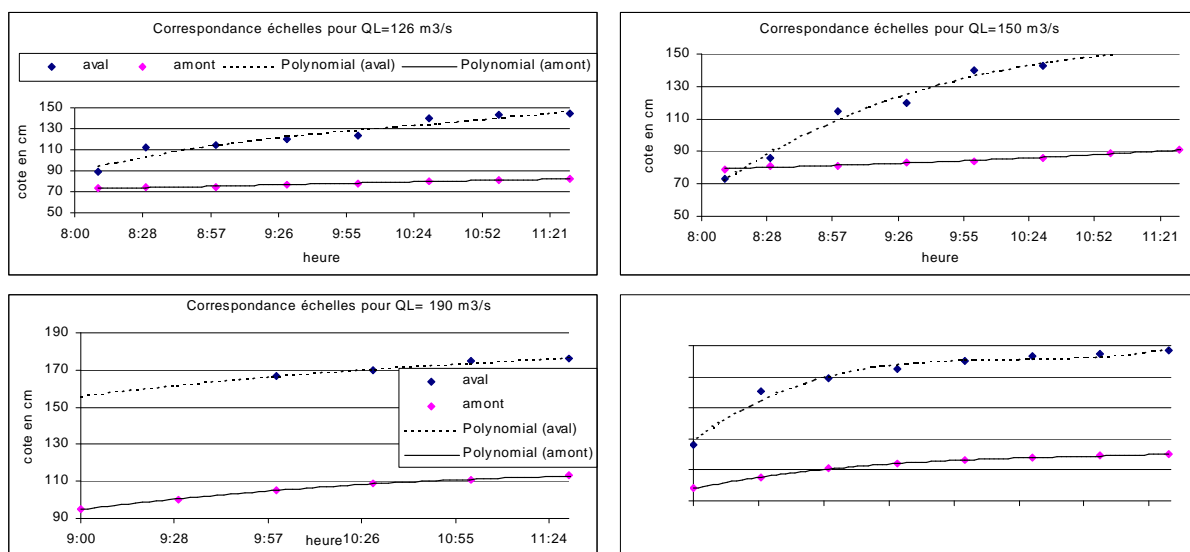 Correspondance échelles pour QL=126 m3/s
aval amont Polynomial (aval) Polynomial (amont)
150
130
110
90
70
50
cote en cm
8:00 8:28 8:57 9:26 9:55 10:24 10:52 11:21
heure
Correspondance échelles pour QL=150 m3/s
150
130
110
90
70
50
cote en cm
8:00 8:28 8:57 9:26 9:55 10:24 10:52 11:21
heure
Correspondance échelles pour QL= 190 m3/s
190
170
150
130
110
90
cote en cm
aval
amont
Polynomial (aval)
Polynomial (amont)
9:00 9:28 9:57 10:26 10:55 11:24
heure